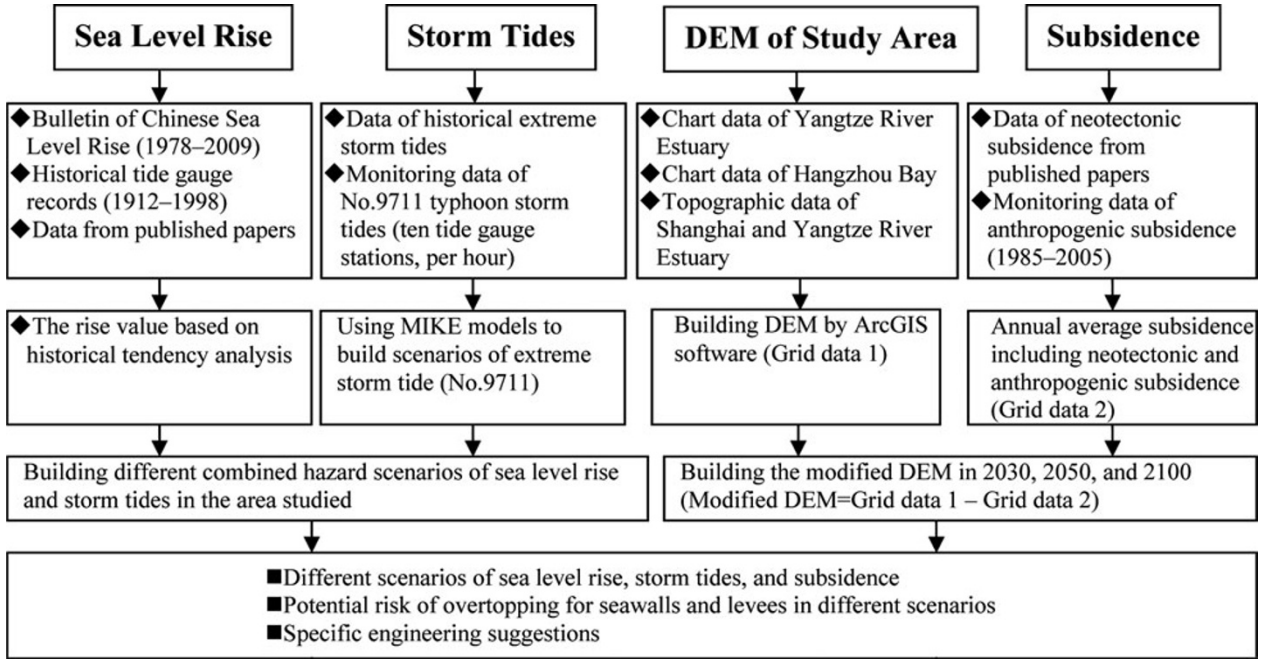 Sea Level Rise
Storm Tides
DEM of Study Area
Subsidence
◆Bulletin of Chinese Sea
Level Rise (1978–2009)
◆Historical tide gauge
records (1912–1998)
◆Data from published papers
◆Data of historical extreme
storm tides
◆Monitoring data of
No.9711 typhoon storm
tides (ten tide gauge
stations, per hour)
◆Chart data of Yangtze River
Estuary
◆Chart data of Hangzhou Bay
◆Topographic data of
Shanghai and Yangtze River
Estuary
◆Data of neotectonic
subsidence from
published papers
◆Monitoring data of
anthropogenic subsidence
(1985–2005)
◆The rise value based on
historical tendency analysis
Using MIKE models to
build scenarios of extreme
storm tide (No.9711)
Building DEM by ArcGIS
software (Grid data 1)
Annual average subsidence
including neotectonic and
anthropogenic subsidence
(Grid data 2)
Building different combined hazard scenarios of sea level rise
and storm tides in the area studied
Building the modified DEM in 2030, 2050, and 2100
(Modified DEM=Grid data 1 – Grid data 2)
■Different scenarios of sea level rise, storm tides, and subsidence
■Potential risk of overtopping for seawalls and levees in different scenarios
■Specific engineering suggestions